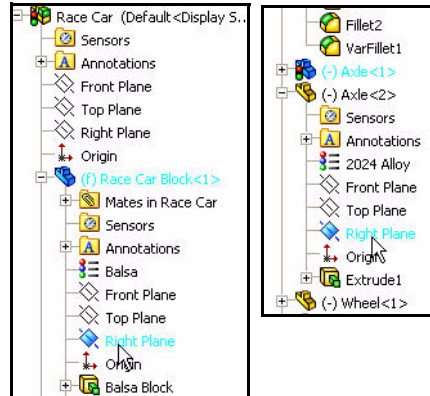 Race Car (Default<Display S..
Sensors
Annotations
Front Plane
Top Plane
Right Plane
Origin
(f) Race Car Block<1>
Mates in Race Car
Sensors
Annotations
Balsa
Front Plane
Top Plane
Right Plane
Origin
Balsa Block
Fillet2
VarFillet1
(-) Axle<1>
(-) Axle<2>
Sensors
Annotations
2024 Alloy
Front Plane
Top Plane
Right Plane
Origin
Extrude1
(-) Wheel<1>